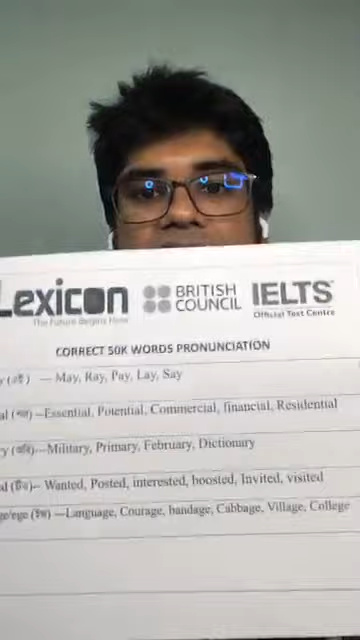 Lexicon BRITISH COUNCIL IELTS
The Future Begins Here Official Test Centre
CORRECT 50K WORDS PRONUNCIATION
— May, Ray, Pay, Lay, Say
—Essential, Potential, Commercial, financial, Residential
—Military, Primary, February, Dictionary
– Wanted, Posted, interested, boosted, Invited, visited
—Language, Courage, bandage, Cabbage, Village, College